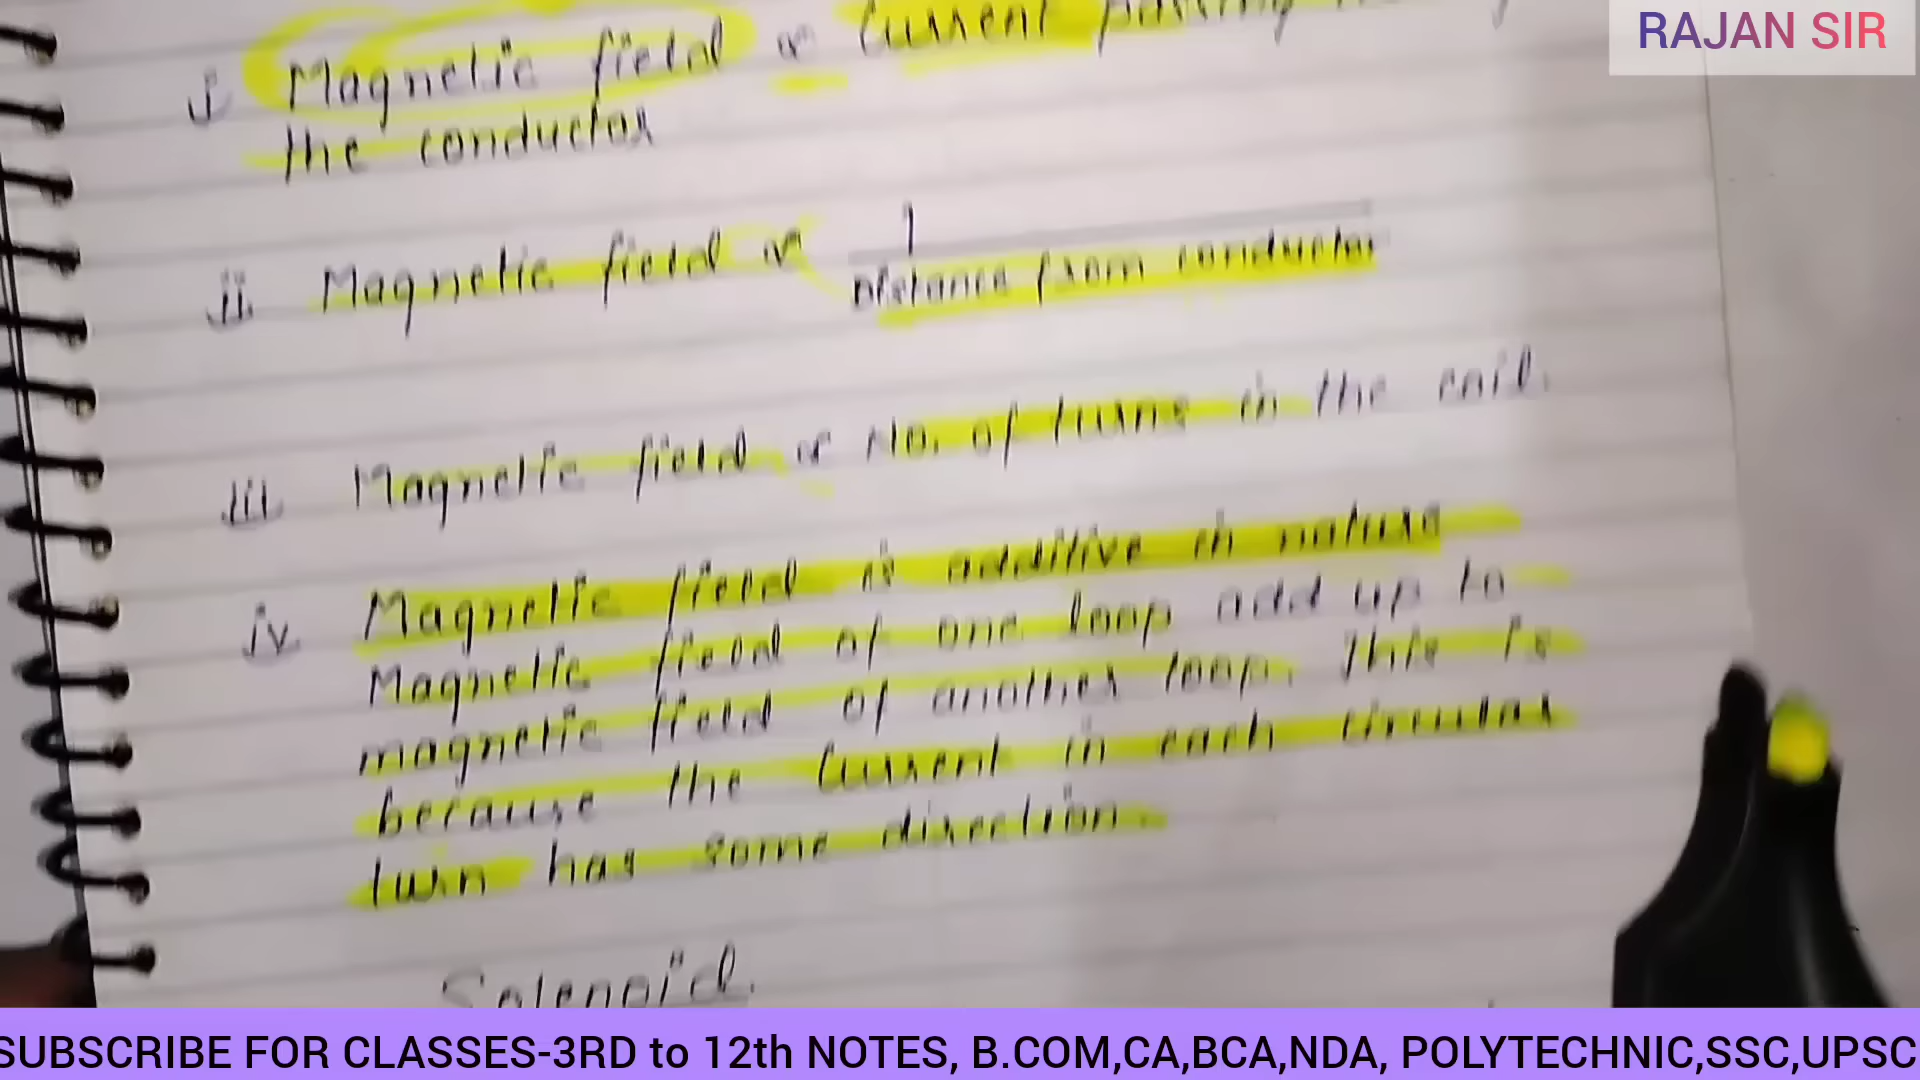 RAJAN SIR
i Magnetic field ∝ Current passing
the conductor
ii. Magnetic field ∝ 1
Distance from conductor
iii Magnetic field ∝ No. of turns in the coil.
iv Magnetic field is additive in nature
Magnetic field of one loop add up to
magnetic field of another loop. This is
because the Current in each circular
turn has some direction.
Solenoid.
SUBSCRIBE FOR CLASSES-3RD to 12th NOTES, B.COM,CA,BCA,NDA, POLYTECHNIC,SSC,UPSC